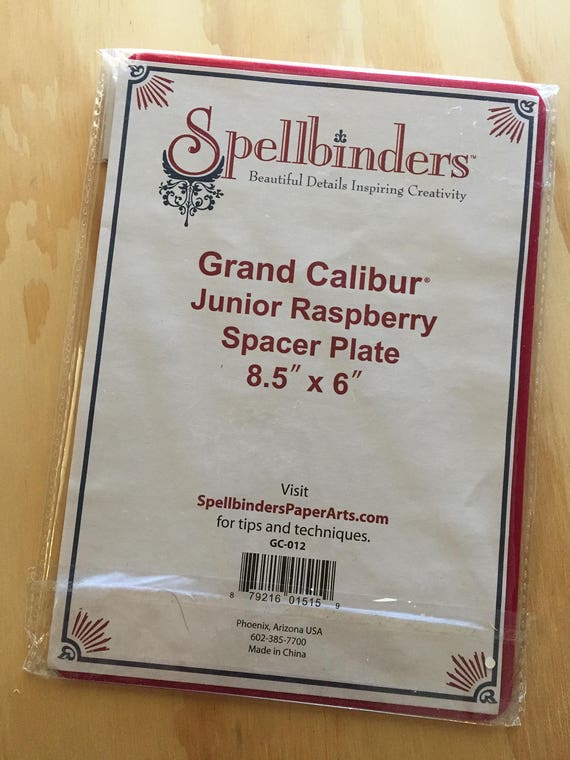 Spellbinders™
Beautiful Details Inspiring Creativity
Grand Calibur®
Junior Raspberry
Spacer Plate
8.5" x 6"
Visit
SpellbindersPaperArts.com
for tips and techniques.
GC-012
8 79216 01515 9
Phoenix, Arizona USA
602-385-7700
Made in China